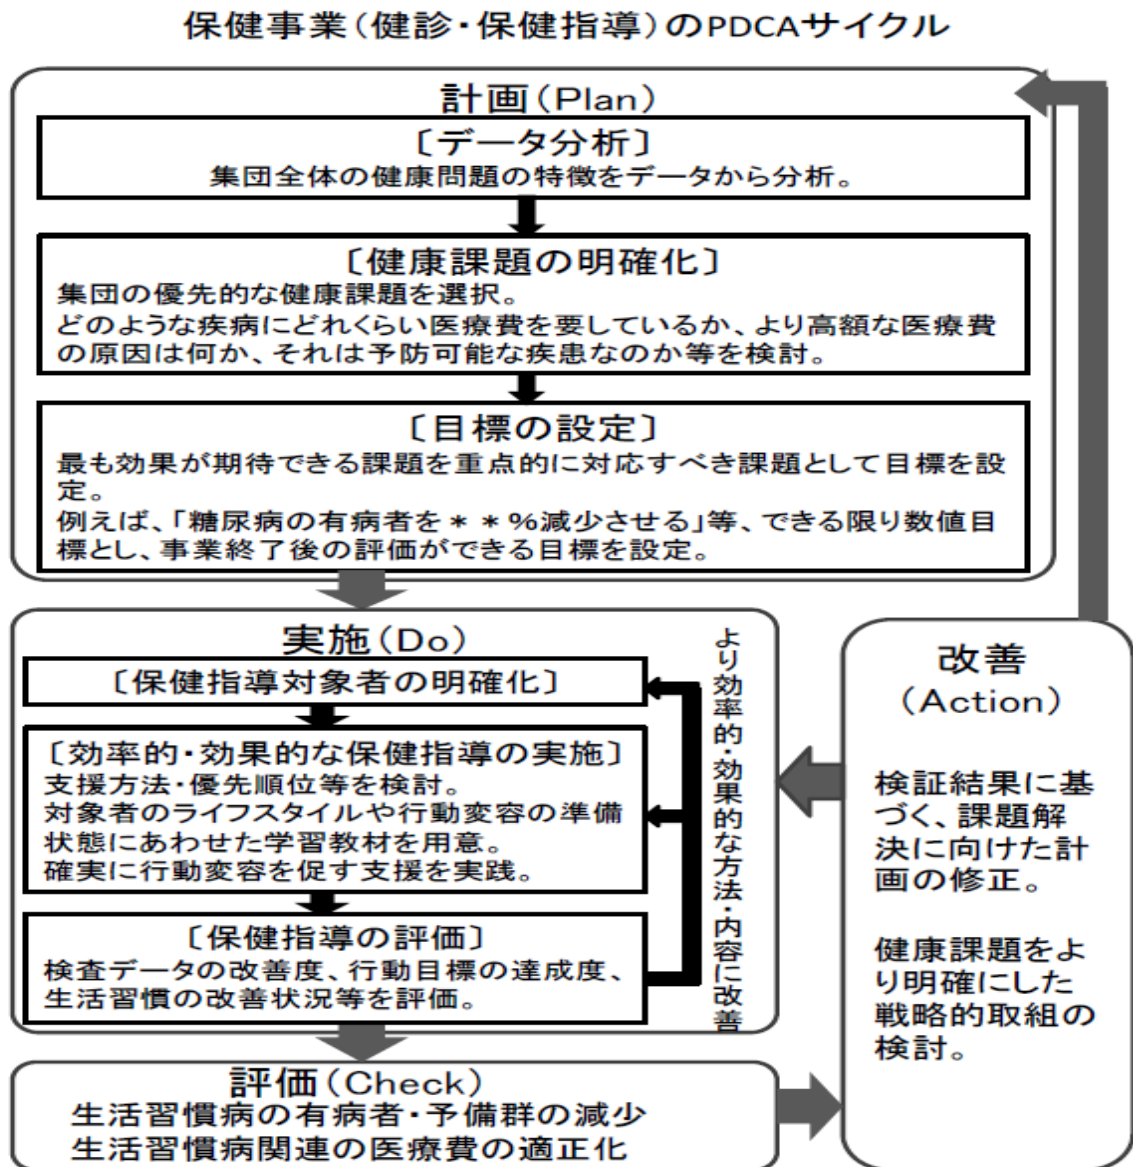 保健事業(健診・保健指導)のPDCAサイクル
計画(Plan)
〔データ分析〕
集団全体の健康問題の特徴をデータから分析。
〔健康課題の明確化〕
集団の優先的な健康課題を選択。
どのような疾病にどれくらい医療費を要しているか、より高額な医療費
の原因は何か、それは予防可能な疾患なのか等を検討。
〔目標の設定〕
最も効果が期待できる課題を重点的に対応すべき課題として目標を設
定。
例えば、「糖尿病の有病者を**%減少させる」等、できる限り数値目
標とし、事業終了後の評価ができる目標を設定。
実施(Do)
〔保健指導対象者の明確化〕
〔効率的・効果的な保健指導の実施〕
支援方法・優先順位等を検討。
対象者のライフスタイルや行動変容の準備
状態にあわせた学習教材を用意。
確実に行動変容を促す支援を実践。
〔保健指導の評価〕
検査データの改善度、行動目標の達成度、
生活習慣の改善状況等を評価。
より効率的・効果的な方法・内容に改善
評価(Check)
生活習慣病の有病者・予備群の減少
生活習慣病関連の医療費の適正化
改善
(Action)
検証結果に基
づく、課題解
決に向けた計
画の修正。
健康課題をよ
り明確にした
戦略的取組の
検討。